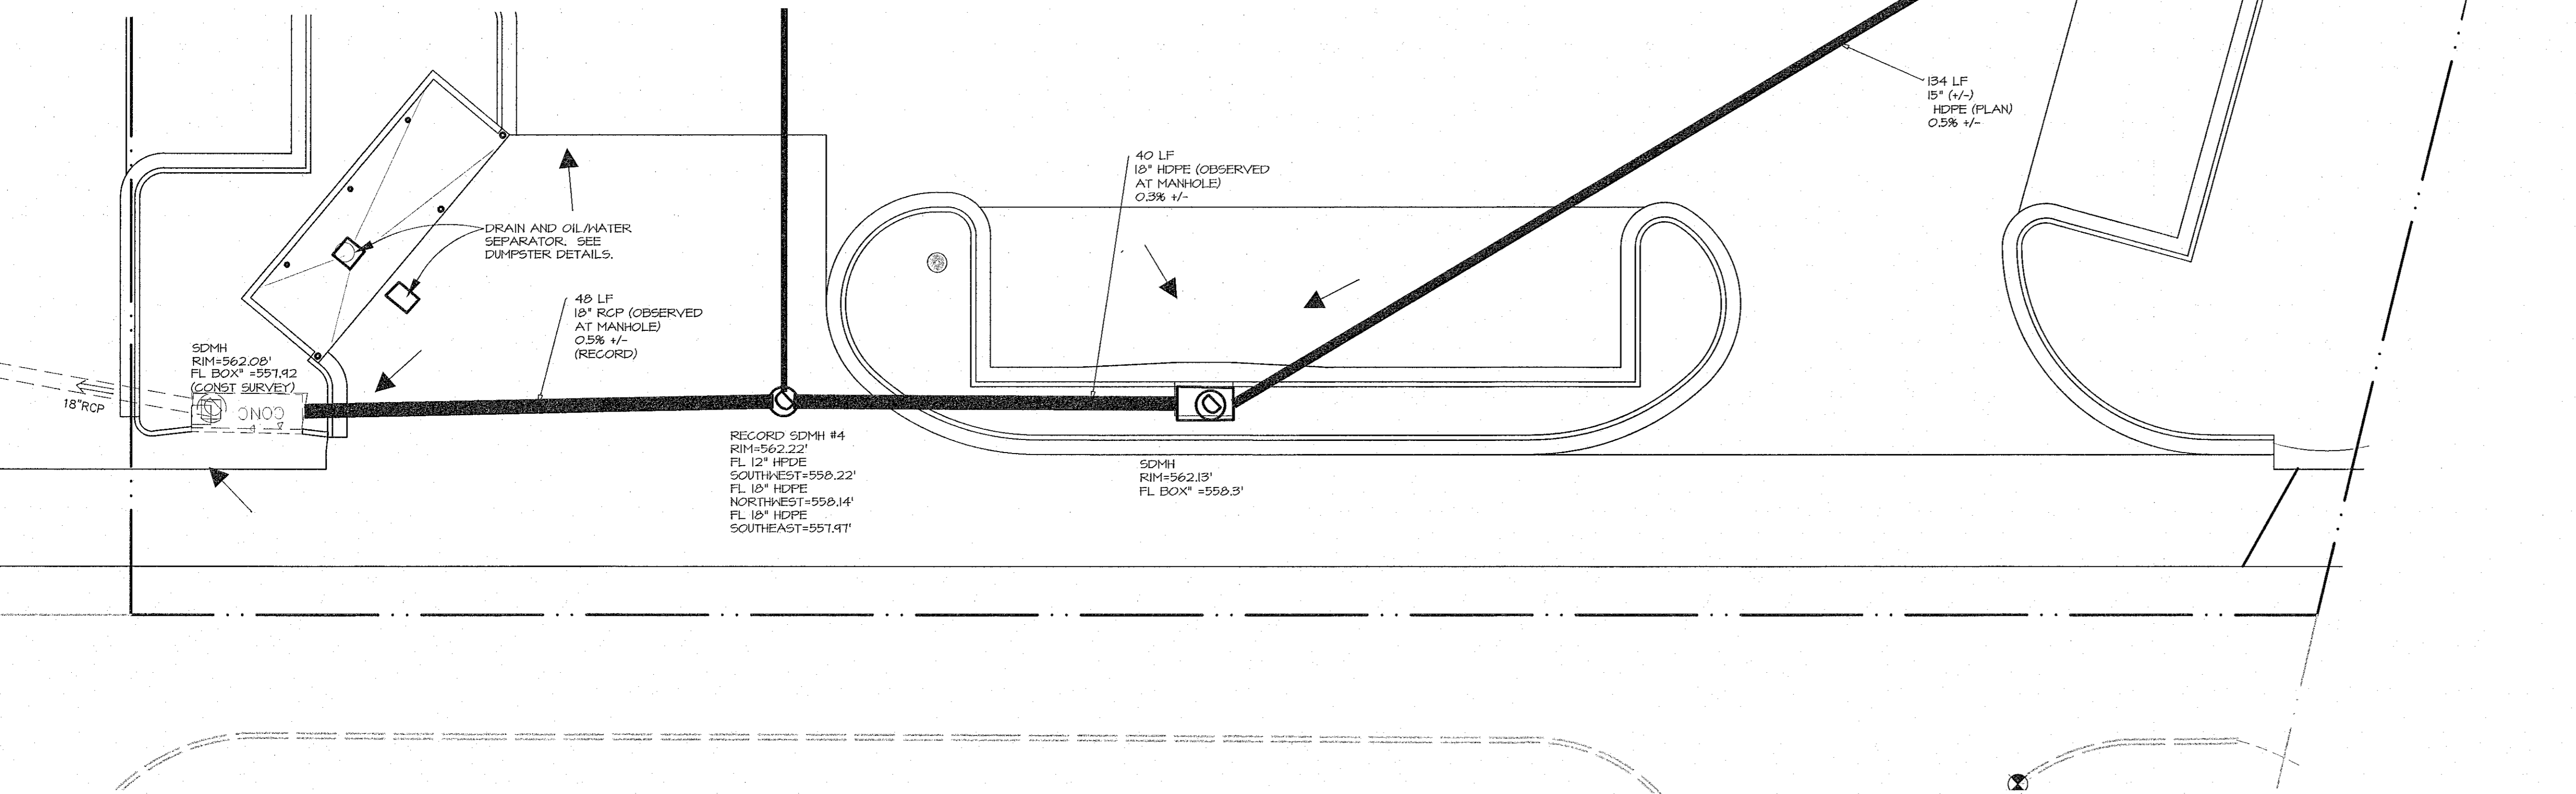 134 LF
15" (+/-)
HDPE (PLAN)
0.5% +/-
40 LF
18" HDPE (OBSERVED
AT MANHOLE)
0.3% +/-
DRAIN AND OIL/WATER
SEPARATOR. SEE
DUMPSTER DETAILS.
48 LF
18" RCP (OBSERVED
AT MANHOLE)
0.5% +/-
(RECORD)
SDMH
RIM=562.08'
FL BOX" =557.92
(CONST SURVEY)
18"RCP
CONC
RECORD SDMH #4
RIM=562.22'
FL 12" HPDE
SOUTHWEST=558.22'
FL 18" HDPE
NORTHWEST=558.14'
FL 18" HDPE
SOUTHEAST=557.97'
SDMH
RIM=562.13'
FL BOX" =558.3'